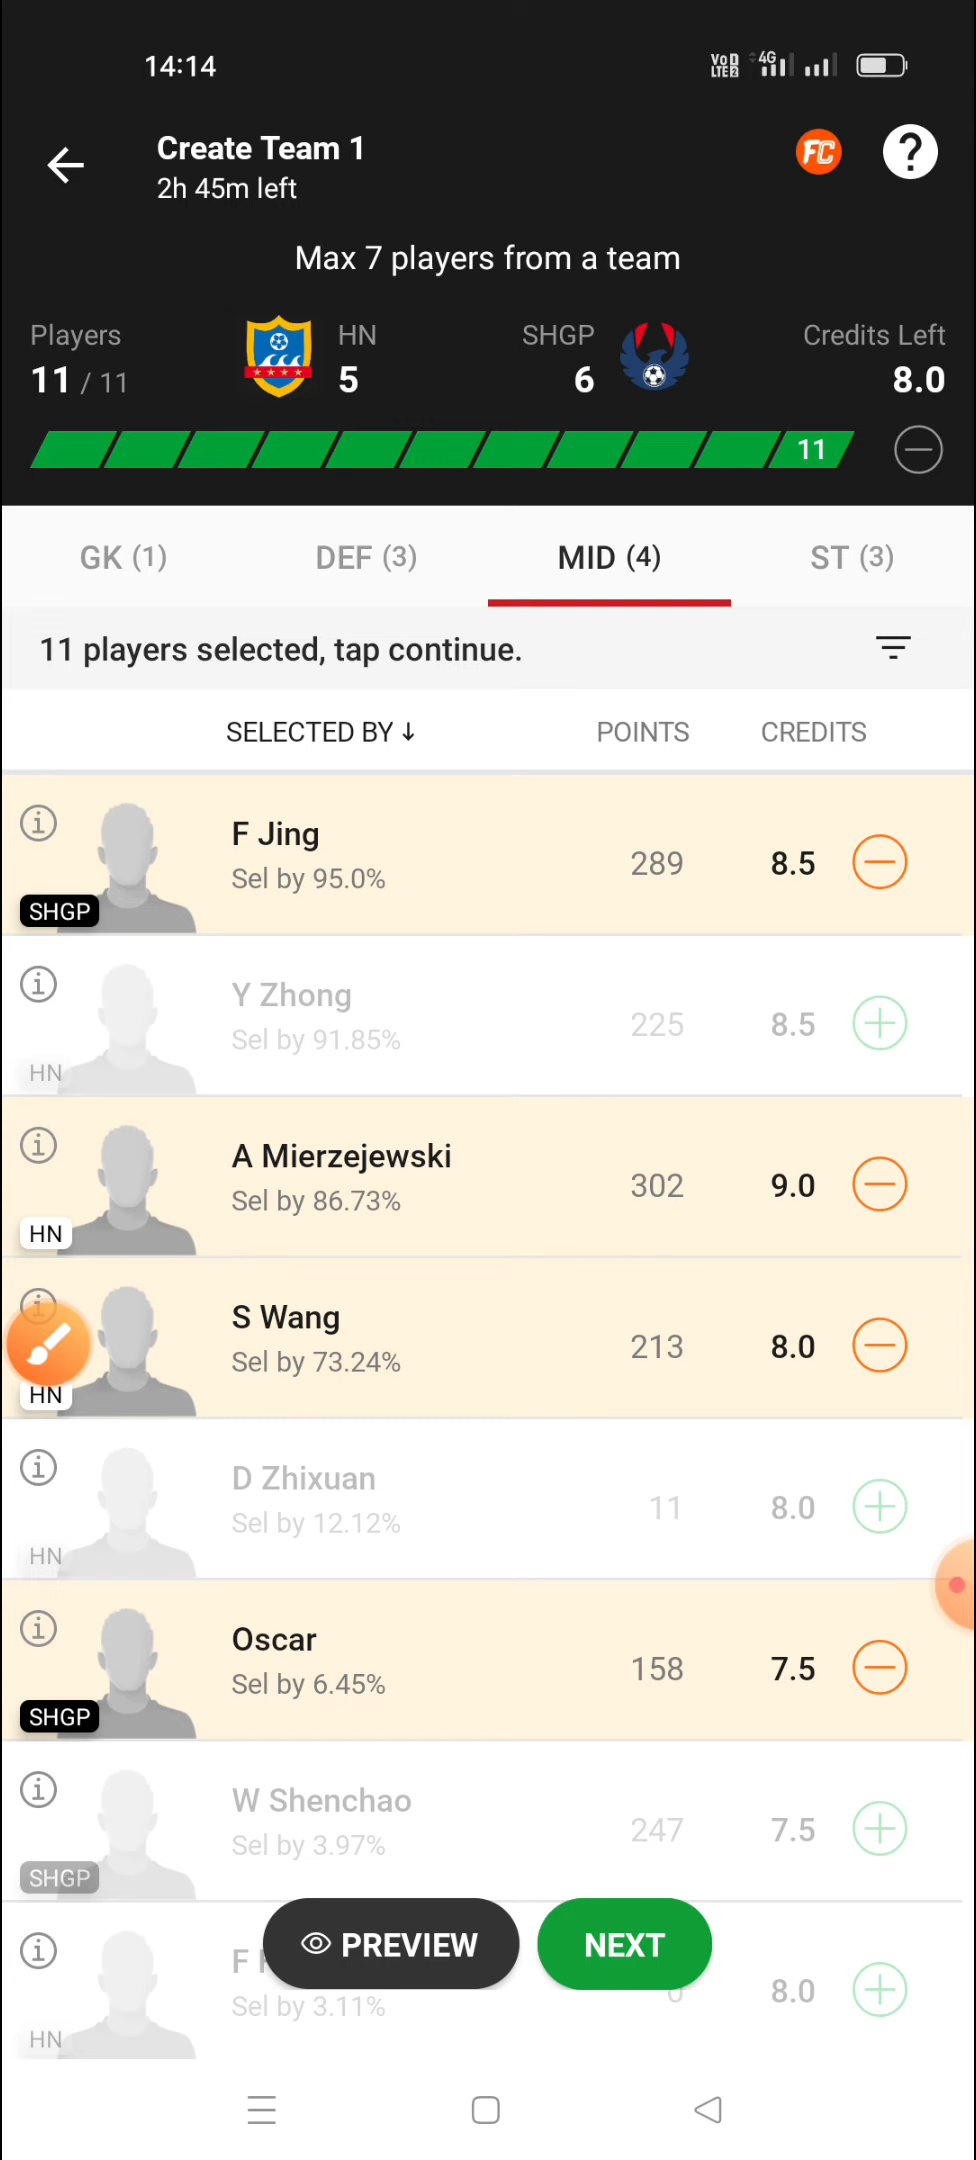 14:14
VoD LTE2 4G
Create Team 1
FC
?
2h 45m left
Max 7 players from a team
Players
HN
SHGP
Credits Left
11 / 11
5
6
8.0
11
GK (1)
DEF (3)
MID (4)
ST (3)
11 players selected, tap continue.
SELECTED BY ↓
POINTS
CREDITS
F Jing
Sel by 95.0%
289
8.5
SHGP
Y Zhong
Sel by 91.85%
225
8.5
HN
A Mierzejewski
Sel by 86.73%
302
9.0
HN
S Wang
Sel by 73.24%
213
8.0
HN
D Zhixuan
Sel by 12.12%
11
8.0
HN
Oscar
Sel by 6.45%
158
7.5
SHGP
W Shenchao
Sel by 3.97%
247
7.5
SHGP
PREVIEW
NEXT
F
Sel by 3.11%
0
8.0
HN